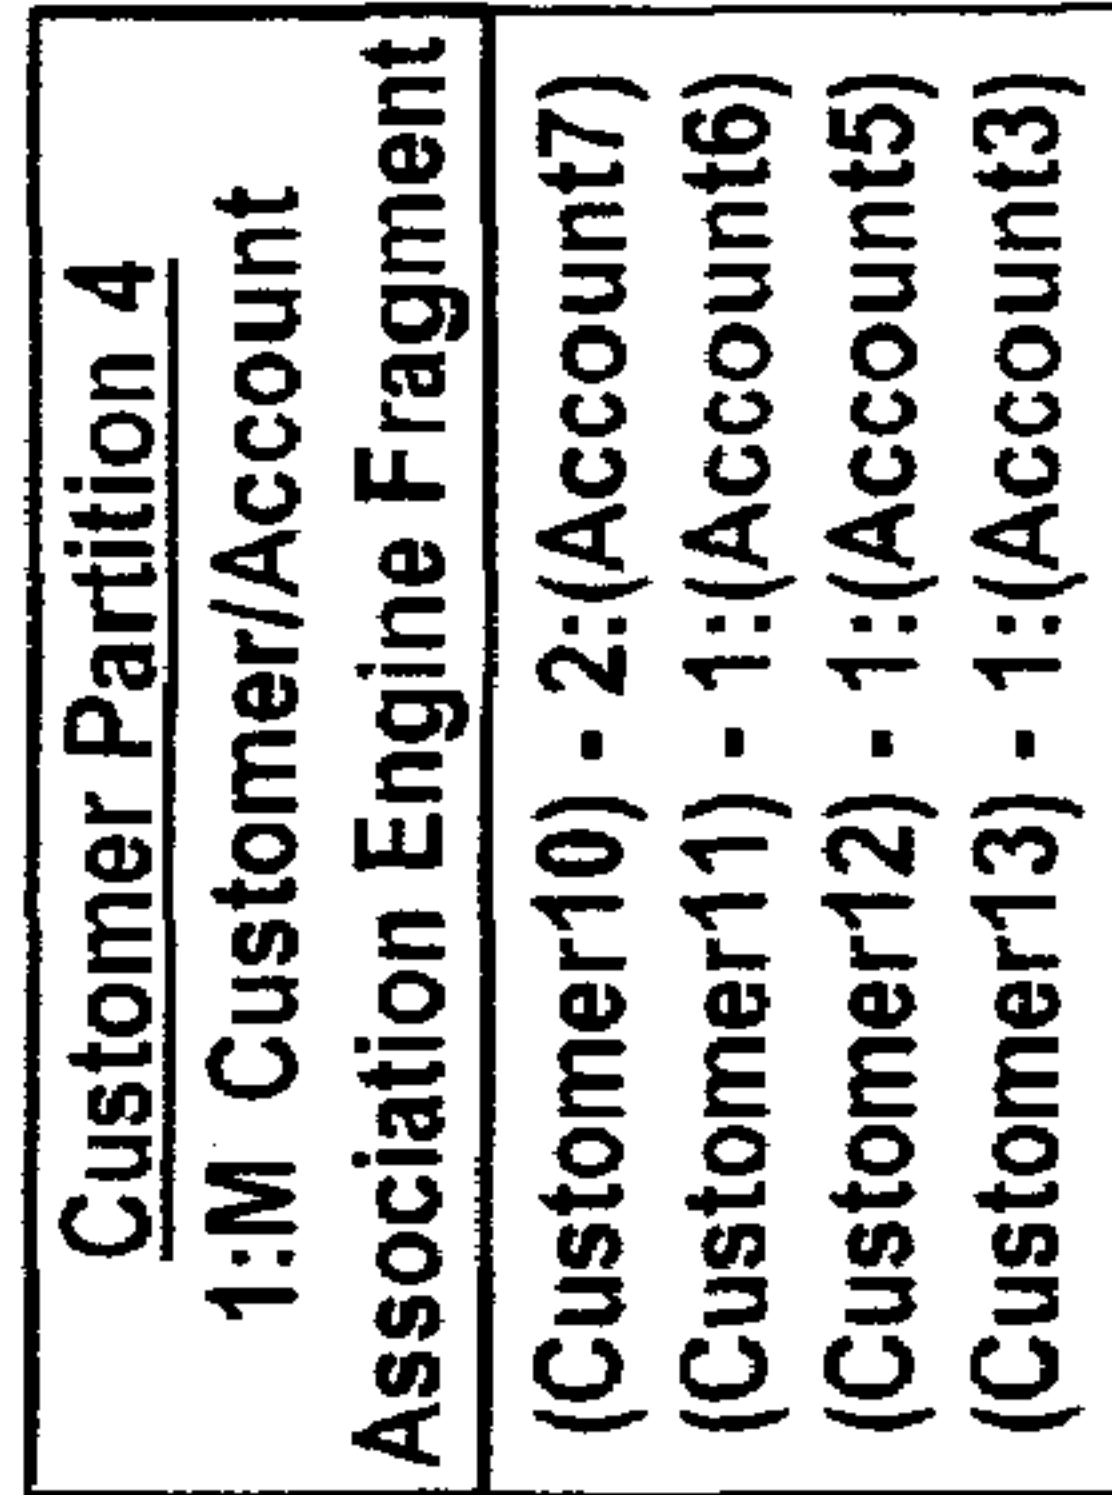 Customer Partition 4
1:M Customer/Account
Association Engine Fragment
(Customer10) - 2:(Account7)
(Customer11) - 1:(Account6)
(Customer12) - 1:(Account5)
(Customer13) - 1:(Account3)